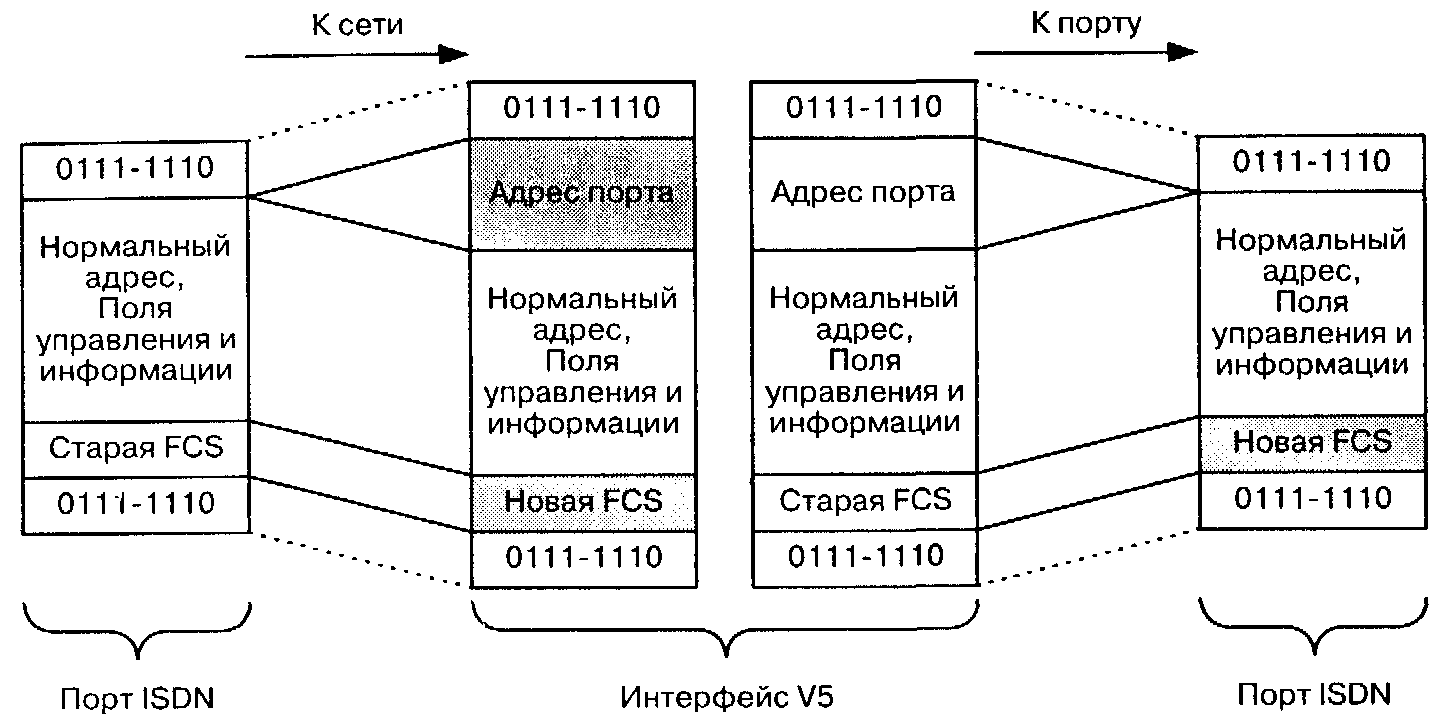 К сети
К порту
0111-1110
Нормальный
адрес,
Поля
управления и
информации
Старая FCS
0111-1110
0111-1110
Адрес порта
Нормальный
адрес,
Поля
управления и
информации
Новая FCS
0111-1110
0111-1110
Адрес порта
Нормальный
адрес,
Поля
управления и
информации
Старая FCS
0111-1110
0111-1110
Нормальный
адрес,
Поля
управления и
информации
Новая FCS
0111-1110
Порт ISDN
Интерфейс V5
Порт ISDN